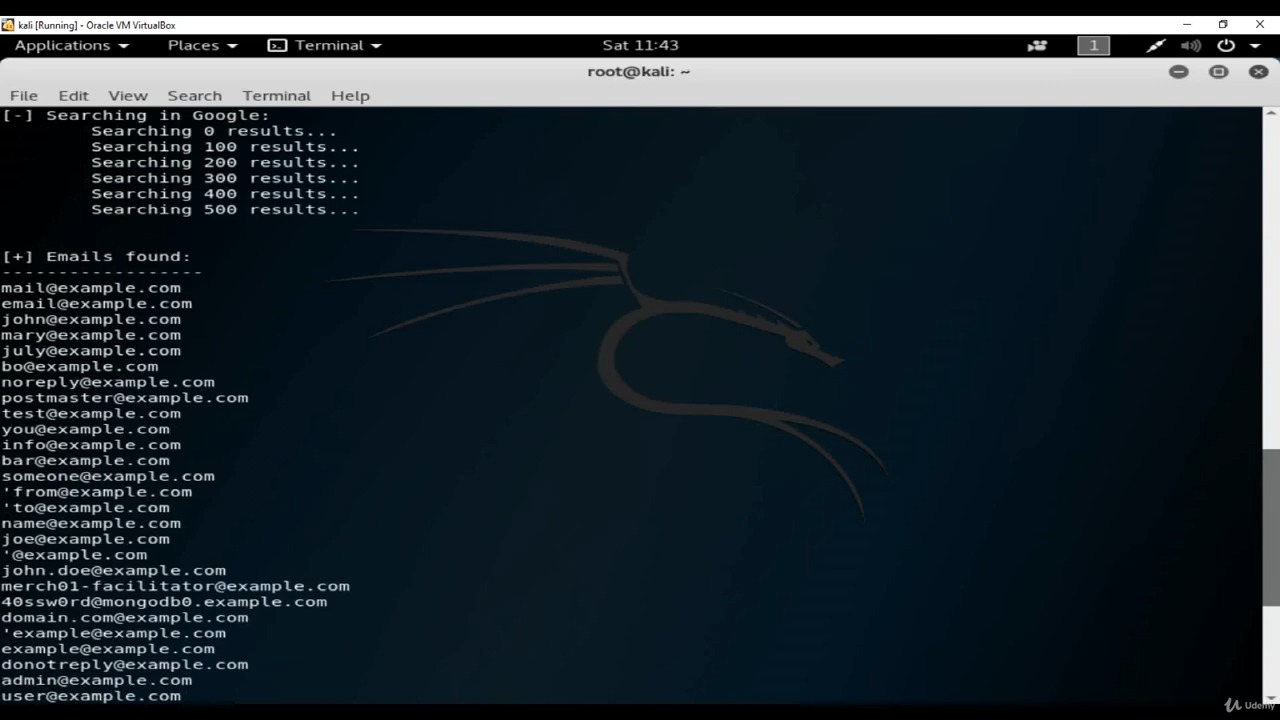 kali [Running] - Oracle VM VirtualBox
Applications Places Terminal Sat 11:43 1
root@kali: ~
File Edit View Search Terminal Help
[-] Searching in Google:
Searching 0 results...
Searching 100 results...
Searching 200 results...
Searching 300 results...
Searching 400 results...
Searching 500 results...
[+] Emails found:
------------------
mail@example.com
email@example.com
john@example.com
mary@example.com
july@example.com
bo@example.com
noreply@example.com
postmaster@example.com
test@example.com
you@example.com
info@example.com
bar@example.com
someone@example.com
'from@example.com
'to@example.com
name@example.com
joe@example.com
'@example.com
john.doe@example.com
merch01-facilitator@example.com
40ssw0rd@mongodb0.example.com
domain.com@example.com
'example@example.com
example@example.com
donotreply@example.com
admin@example.com
user@example.com
Udemy